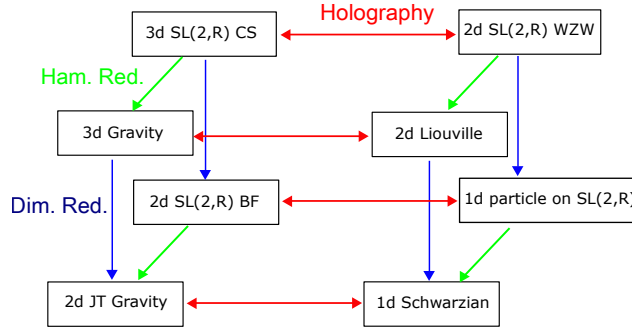 Holography
3d SL(2,R) CS
2d SL(2,R) WZW
Ham. Red.
3d Gravity
2d Liouville
Dim. Red.
2d SL(2,R) BF
1d particle on SL(2,R)
2d JT Gravity
1d Schwarzian